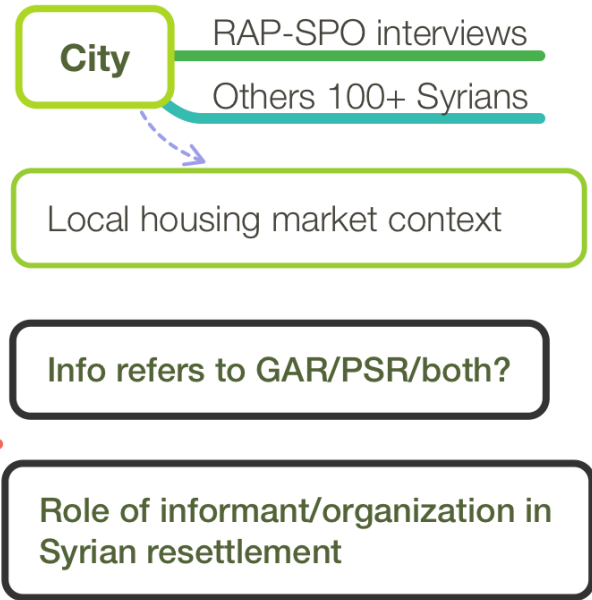 City
RAP-SPO interviews
Others 100+ Syrians
Local housing market context
Info refers to GAR/PSR/both?
Role of informant/organization in
Syrian resettlement